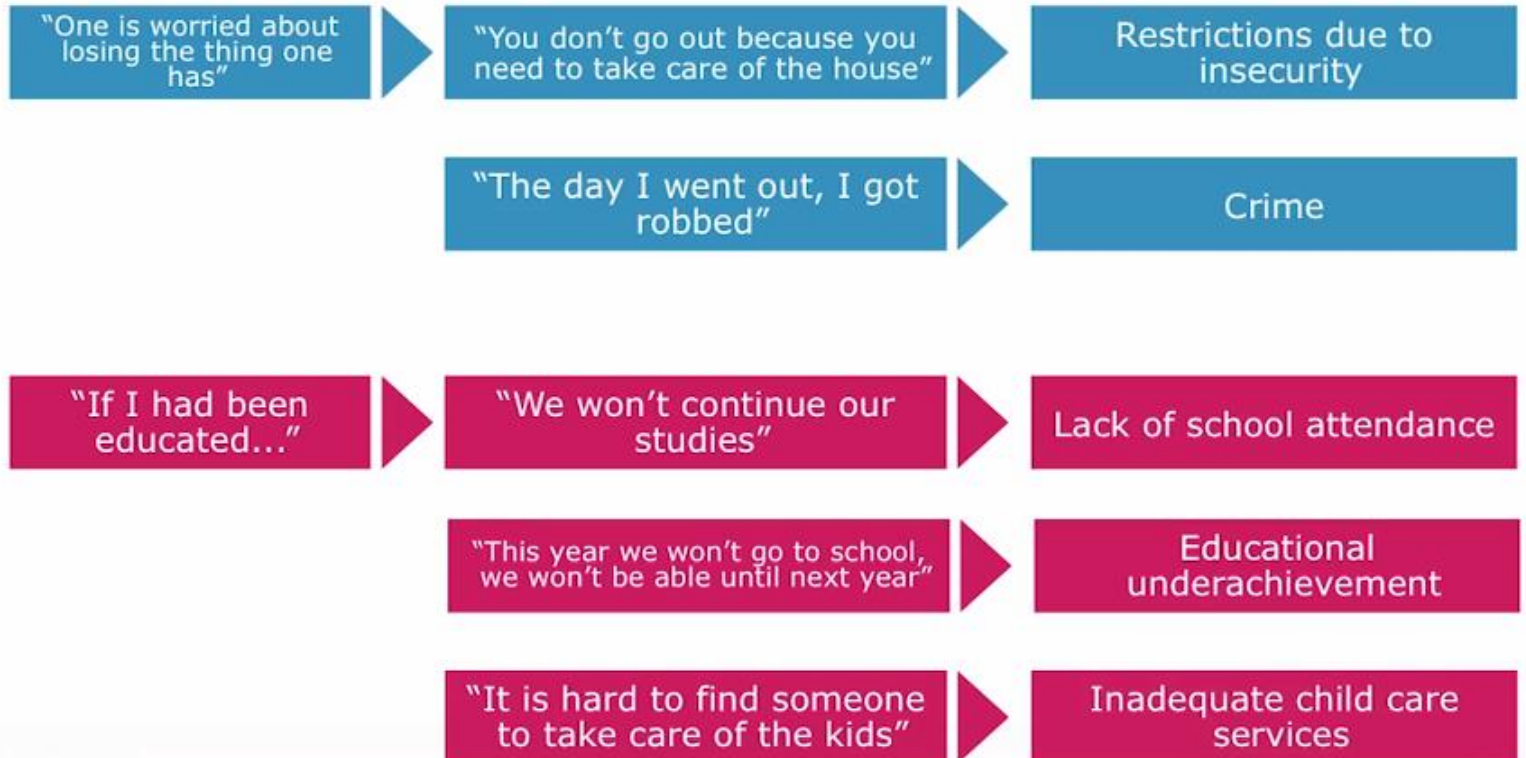 “One is worried about
losing the thing one
has”
“You don’t go out because you
need to take care of the house”
Restrictions due to
insecurity
“The day I went out, I got
robbed”
Crime
“If I had been
educated...”
“We won’t continue our
studies”
Lack of school attendance
“This year we won’t go to school,
we won’t be able until next year”
Educational
underachievement
“It is hard to find someone
to take care of the kids”
Inadequate child care
services